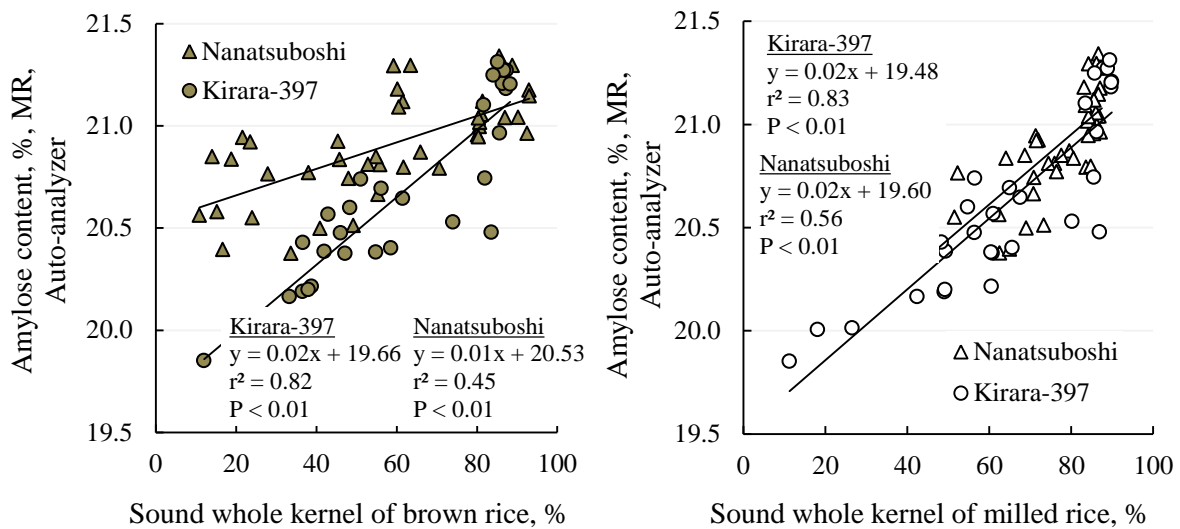 Amylose content, %, MR,
Auto-analyzer
21.5
21.0
20.5
20.0
19.5
Nanatsuboshi
Kirara-397
Kirara-397
y = 0.02x + 19.66
r² = 0.82
P < 0.01
Nanatsuboshi
y = 0.01x + 20.53
r² = 0.45
P < 0.01
0 20 40 60 80 100
Sound whole kernel of brown rice, %
Amylose content, %, MR,
Auto-analyzer
21.5
21.0
20.5
20.0
19.5
Kirara-397
y = 0.02x + 19.48
r² = 0.83
P < 0.01
Nanatsuboshi
y = 0.02x + 19.60
r² = 0.56
P < 0.01
Nanatsuboshi
Kirara-397
0 20 40 60 80 100
Sound whole kernel of milled rice, %